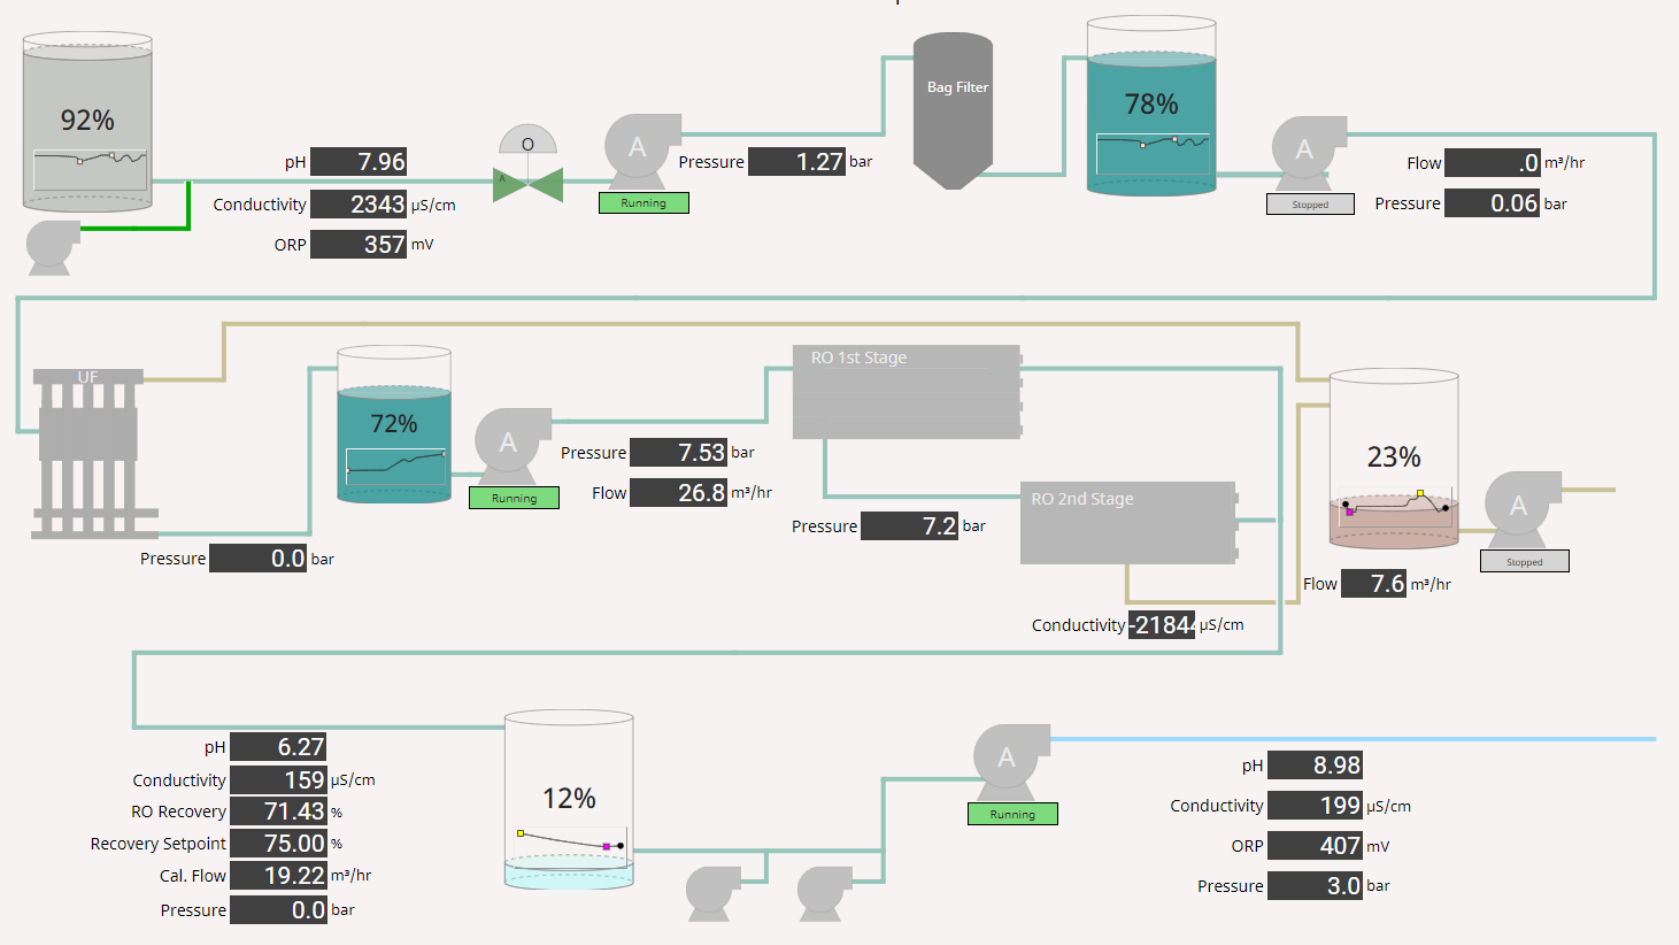 92%
pH 7.96
Conductivity 2343 µS/cm
ORP 357 mV
O
A
A
Running
Pressure 1.27 bar
Bag Filter
78%
A
Stopped
Flow .0 m³/hr
Pressure 0.06 bar
UF
Pressure 0.0 bar
72%
A
Running
Pressure 7.53 bar
Flow 26.8 m³/hr
RO 1st Stage
Pressure 7.2 bar
RO 2nd Stage
Conductivity -21844 µS/cm
23%
A
Stopped
Flow 7.6 m³/hr
pH 6.27
Conductivity 159 µS/cm
RO Recovery 71.43 %
Recovery Setpoint 75.00 %
Cal. Flow 19.22 m³/hr
Pressure 0.0 bar
12%
A
Running
pH 8.98
Conductivity 199 µS/cm
ORP 407 mV
Pressure 3.0 bar